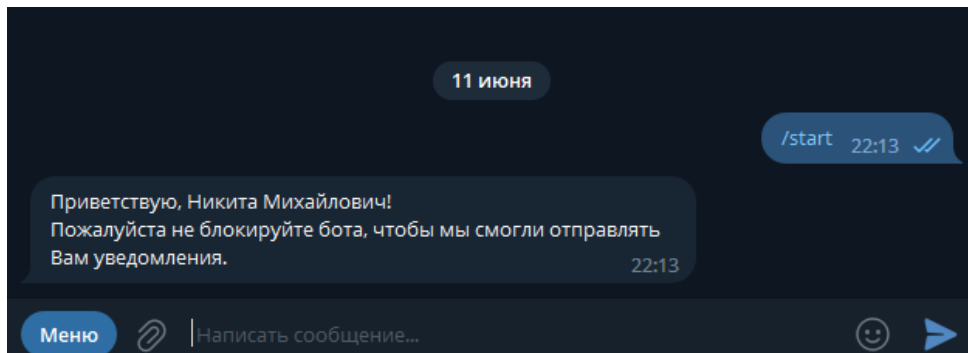 11 июня
/start 22:13
Приветствую, Никита Михайлович!
Пожалуйста не блокируйте бота, чтобы мы смогли отправлять
Вам уведомления.
22:13
Меню Написать сообщение...